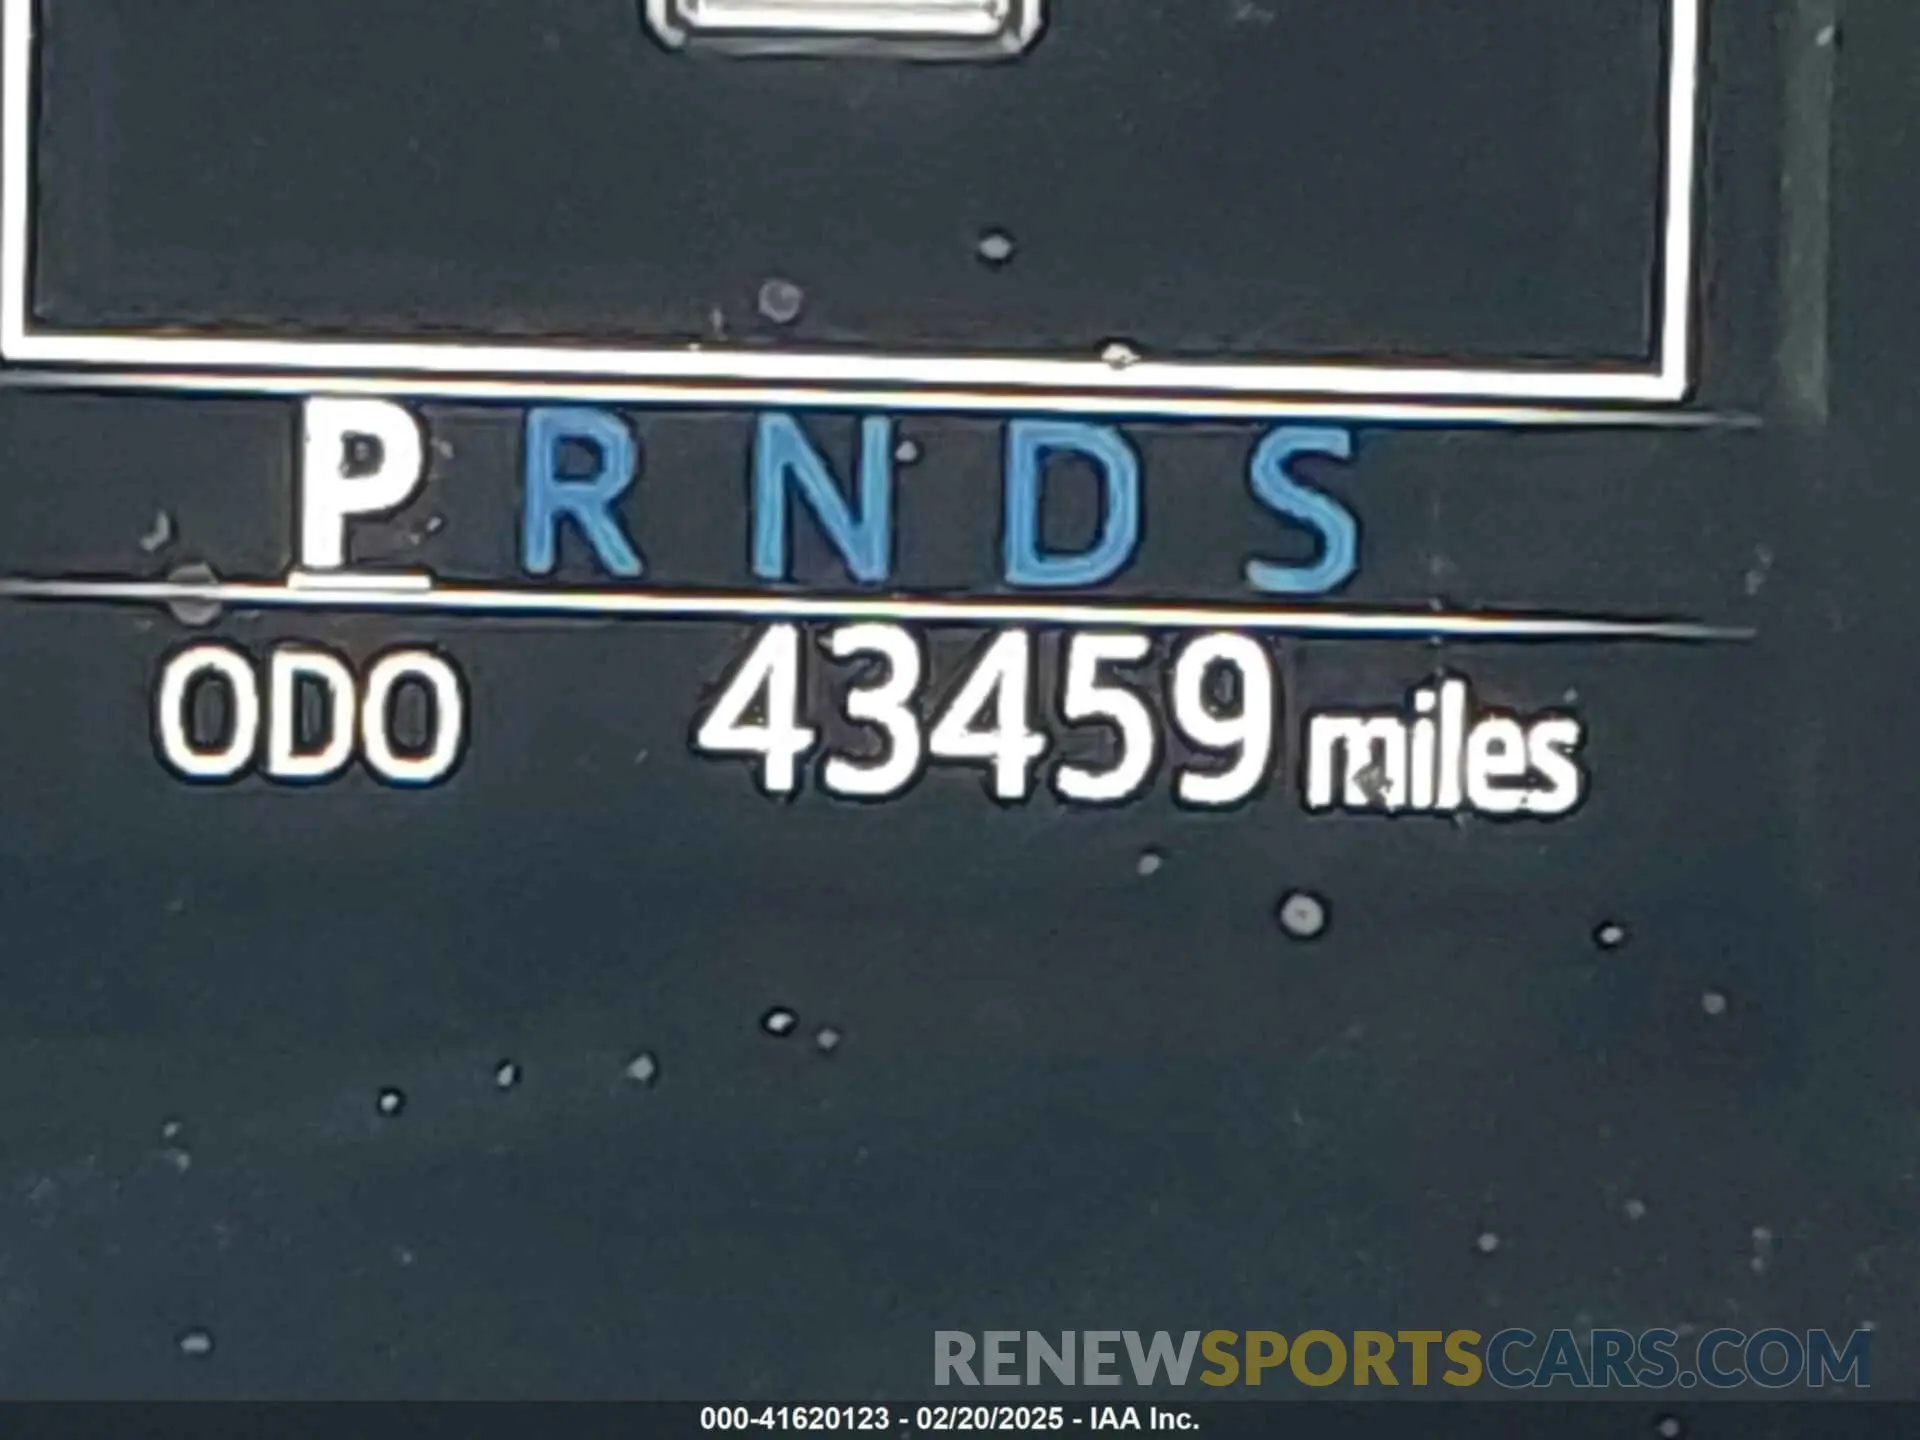 P R N D S
ODO 43459 miles
RENEWSPORTSCARS.COM
000-41620123 - 02/20/2025 - IAA Inc.